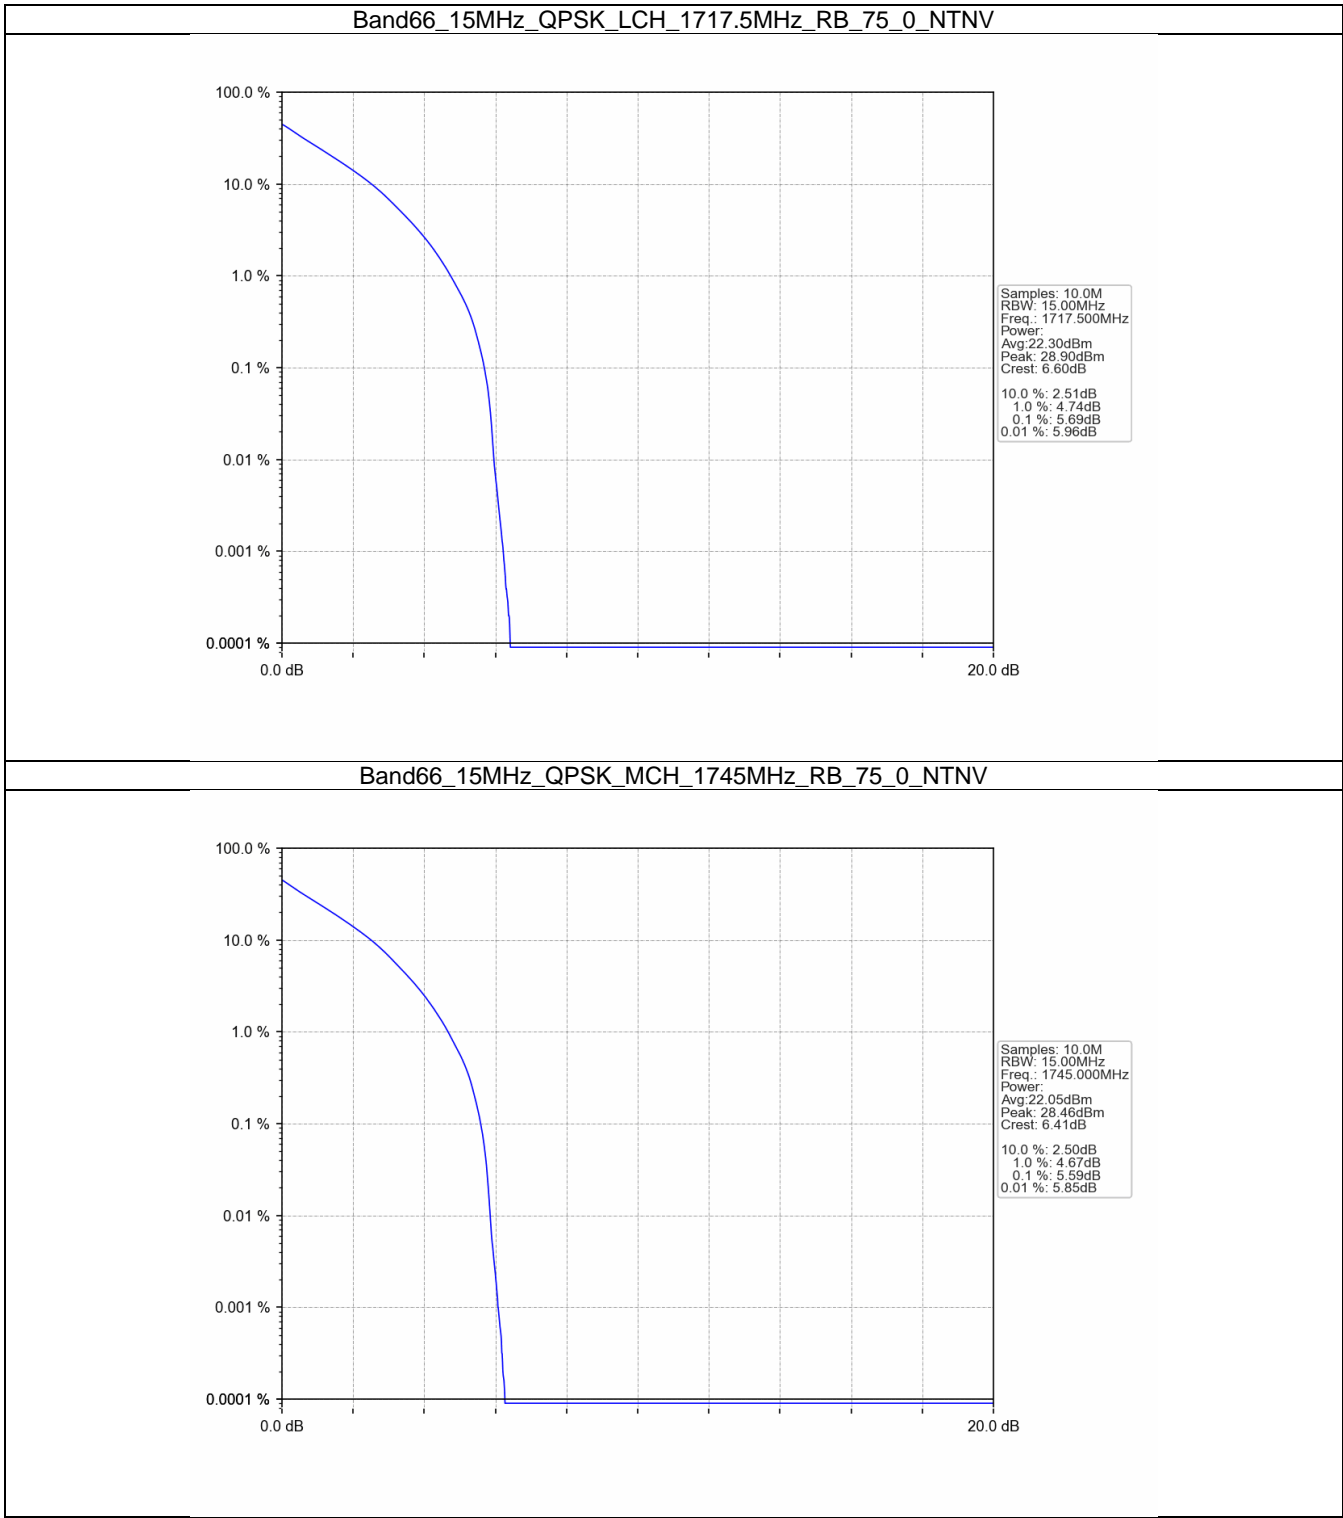 Band66_15MHz_QPSK_LCH_1717.5MHz_RB_75_0_NTNV
100.0 %
10.0 %
1.0 %
0.1 %
0.01 %
0.001 %
0.0001 %
0.0 dB
20.0 dB
Samples: 10.0M
RBW: 15.00MHz
Freq.: 1717.500MHz
Power:
Avg:22.30dBm
Peak: 28.90dBm
Crest: 6.60dB
10.0 %: 2.51dB
1.0 %: 4.74dB
0.1 %: 5.69dB
0.01 %: 5.96dB
Band66_15MHz_QPSK_MCH_1745MHz_RB_75_0_NTNV
100.0 %
10.0 %
1.0 %
0.1 %
0.01 %
0.001 %
0.0001 %
0.0 dB
20.0 dB
Samples: 10.0M
RBW: 15.00MHz
Freq.: 1745.000MHz
Power:
Avg:22.05dBm
Peak: 28.46dBm
Crest: 6.41dB
10.0 %: 2.50dB
1.0 %: 4.67dB
0.1 %: 5.59dB
0.01 %: 5.85dB